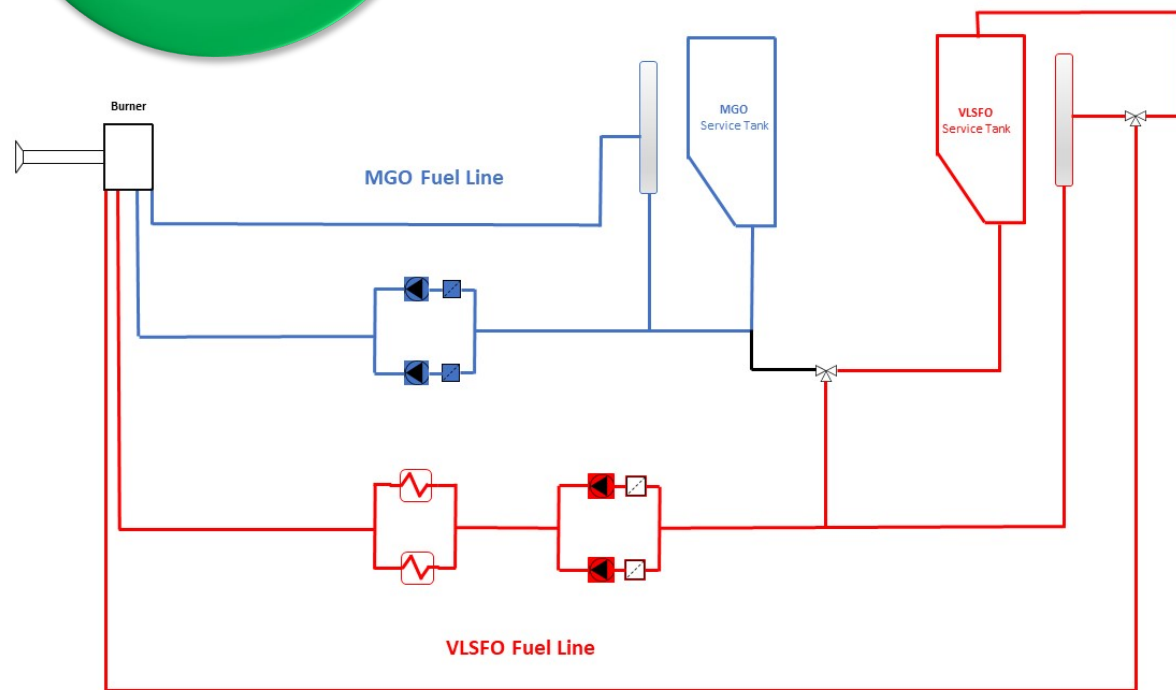 Burner
MGO
Service Tank
VLSFO
Service Tank
MGO Fuel Line
VLSFO Fuel Line